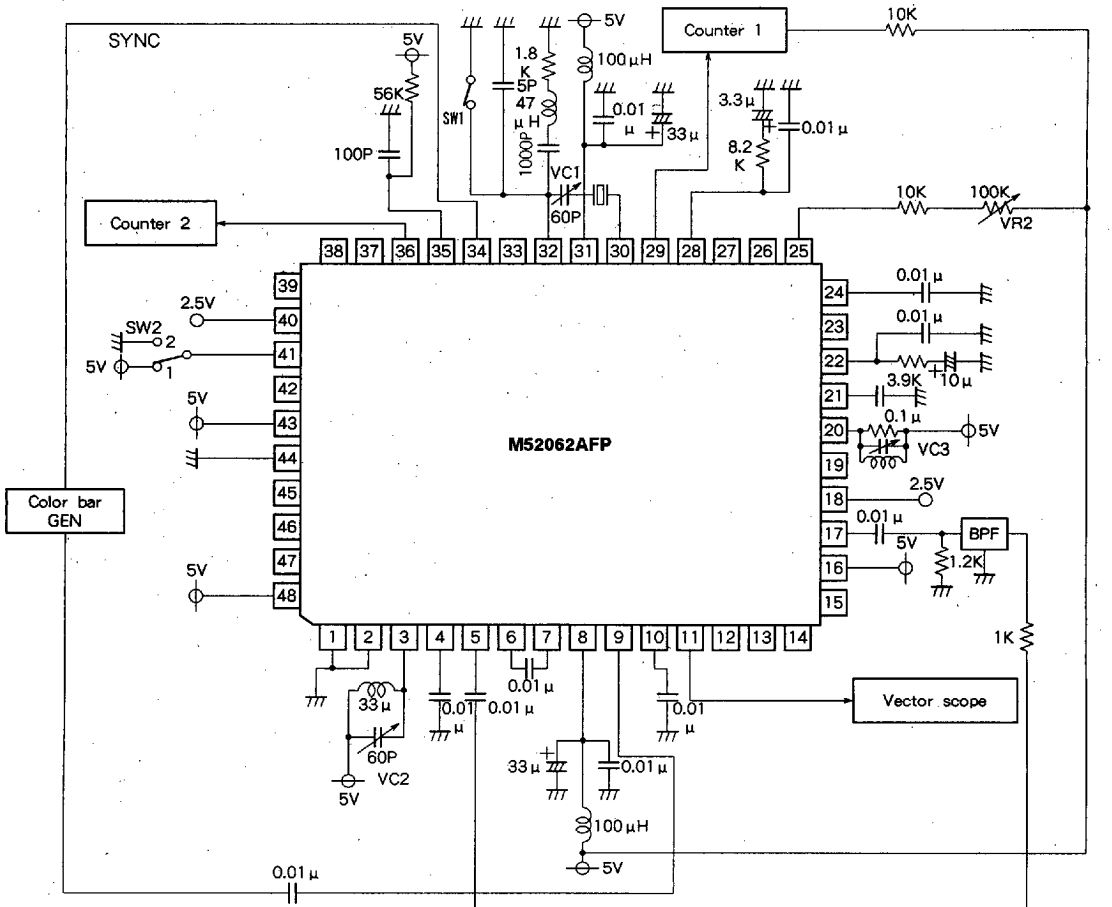 SYNC
5V
56K
100P
SW1
5P
1.8
K
47
μH
1000P
VC1
60P
5V
100μH
0.01
μ
33μ
+
Counter 1
10K
3.3μ
+
8.2
K
0.01μ
10K
100K
VR2
Counter 2
38 37 36 35 34 33 32 31 30 29 28 27 26 25
39
40
41
42
43
44
45
46
47
48
2.5V
SW2
2
5V
1
5V
5V
Color bar
GEN
M52062AFP
24
23
22
21
20
19
18
17
16
15
0.01μ
0.01μ
3.9K
+
10μ
0.1μ
VC3
5V
2.5V
0.01μ
5V
BPF
1.2K
1K
1 2 3 4 5 6 7 8 9 10 11 12 13 14
33μ
60P
VC2
5V
0.01
μ
0.01μ
0.01μ
+
33μ
0.01μ
100μH
5V
0.01
μ
Vector scope
0.01μ